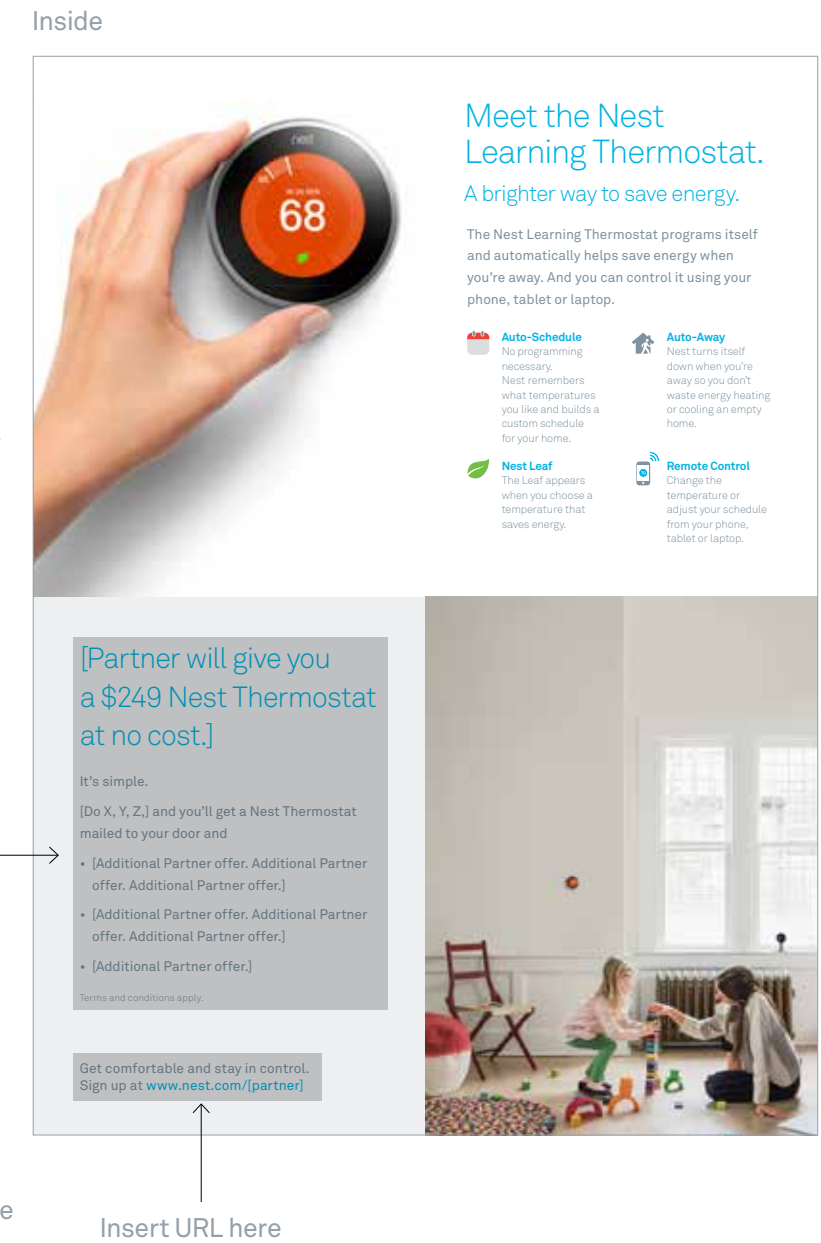 Inside
nest
68
Meet the Nest
Learning Thermostat.
A brighter way to save energy.
The Nest Learning Thermostat programs itself
and automatically helps save energy when
you're away. And you can control it using your
phone, tablet or laptop.
Auto-Schedule
No programming
necessary.
Nest remembers
what temperatures
you like and builds a
custom schedule
for your home.
Auto-Away
Nest turns itself
down when you're
away so you don't
waste energy heating
or cooling an empty
home.
Nest Leaf
The Leaf appears
when you choose a
temperature that
saves energy.
Remote Control
Change the
temperature or
adjust your schedule
from your phone,
tablet or laptop.
[Partner will give you
a $249 Nest Thermostat
at no cost.]
It's simple.
[Do X, Y, Z,] and you'll get a Nest Thermostat
mailed to your door and
• [Additional Partner offer. Additional Partner
offer. Additional Partner offer.]
• [Additional Partner offer. Additional Partner
offer. Additional Partner offer.]
• [Additional Partner offer.]
Terms and conditions apply.
Get comfortable and stay in control.
Sign up at www.nest.com/[partner]
Insert URL here